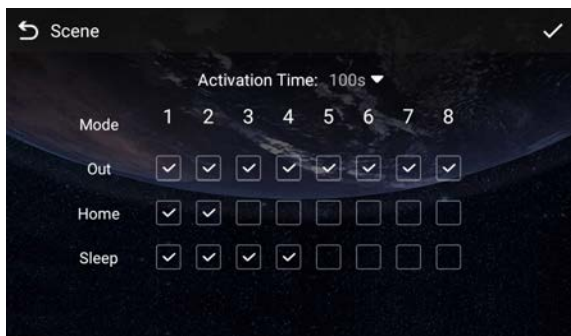 Scene
Activation Time: 100s
Mode 1 2 3 4 5 6 7 8
Out
Home
Sleep